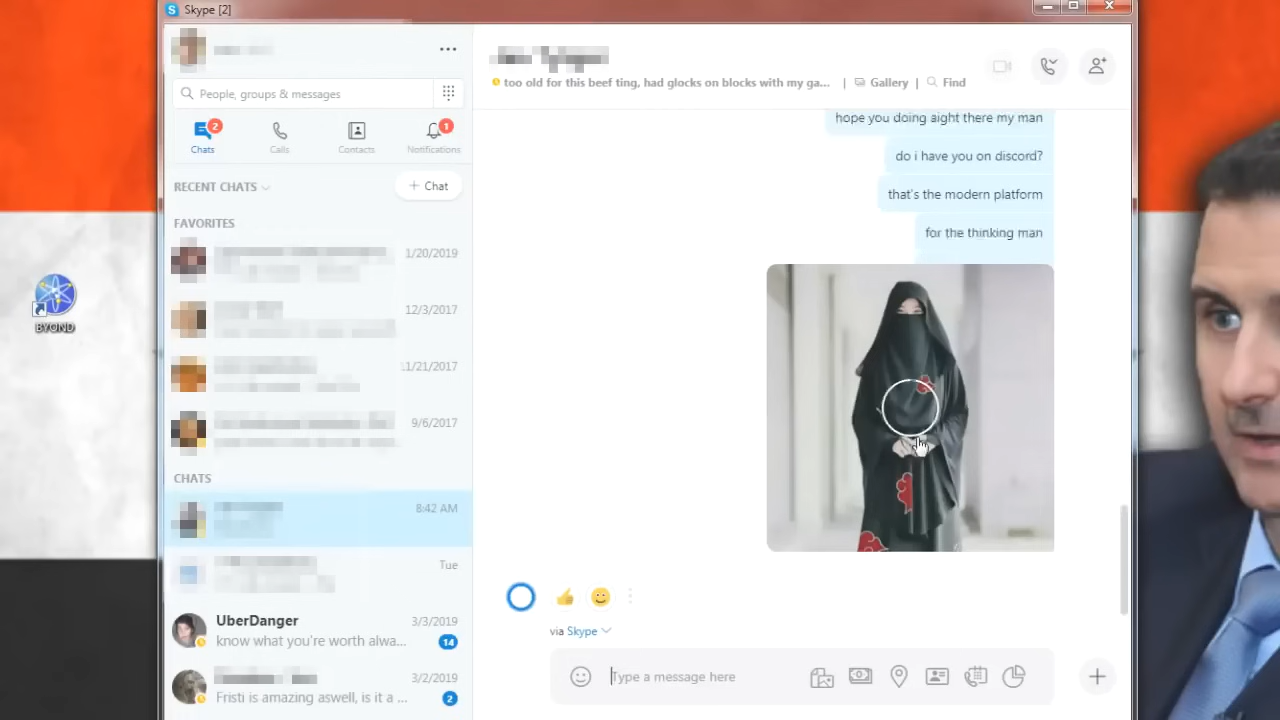 Skype [2]
People, groups & messages
Chats 2
Calls
Contacts
Notifications 1
RECENT CHATS
+ Chat
FAVORITES
1/20/2019
12/3/2017
11/21/2017
9/6/2017
CHATS
8:42 AM
Tue
UberDanger 3/3/2019
know what you're worth alwa... 14
3/2/2019
Fristi is amazing aswell, is it a ... 2
BYOND
too old for this beef ting, had glocks on blocks with my ga... | Gallery | Find
hope you doing aight there my man
do i have you on discord?
that's the modern platform
for the thinking man
via Skype
Type a message here